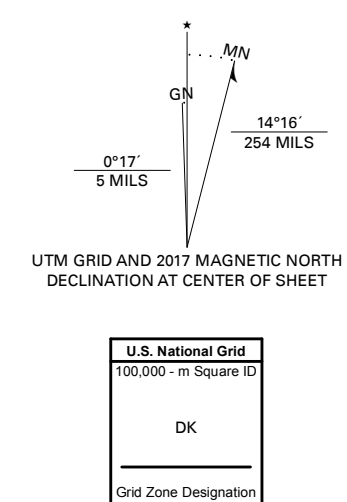 ★
MN
GN
14°16´
254 MILS
0°17´
5 MILS
UTM GRID AND 2017 MAGNETIC NORTH
DECLINATION AT CENTER OF SHEET
U.S. National Grid
100,000 - m Square ID
DK
Grid Zone Designation